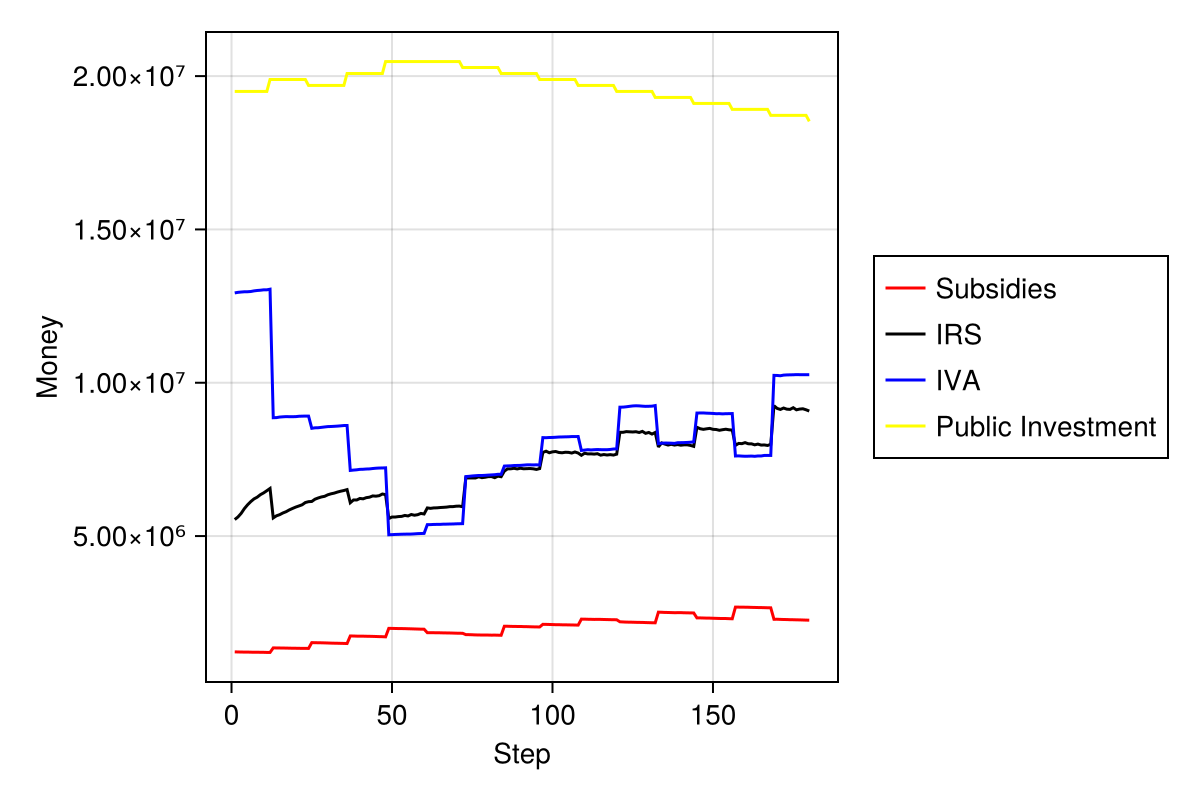 2.00×10⁷
1.50×10⁷
1.00×10⁷
5.00×10⁶
Money
0 50 100 150
Step
Subsidies
IRS
IVA
Public Investment